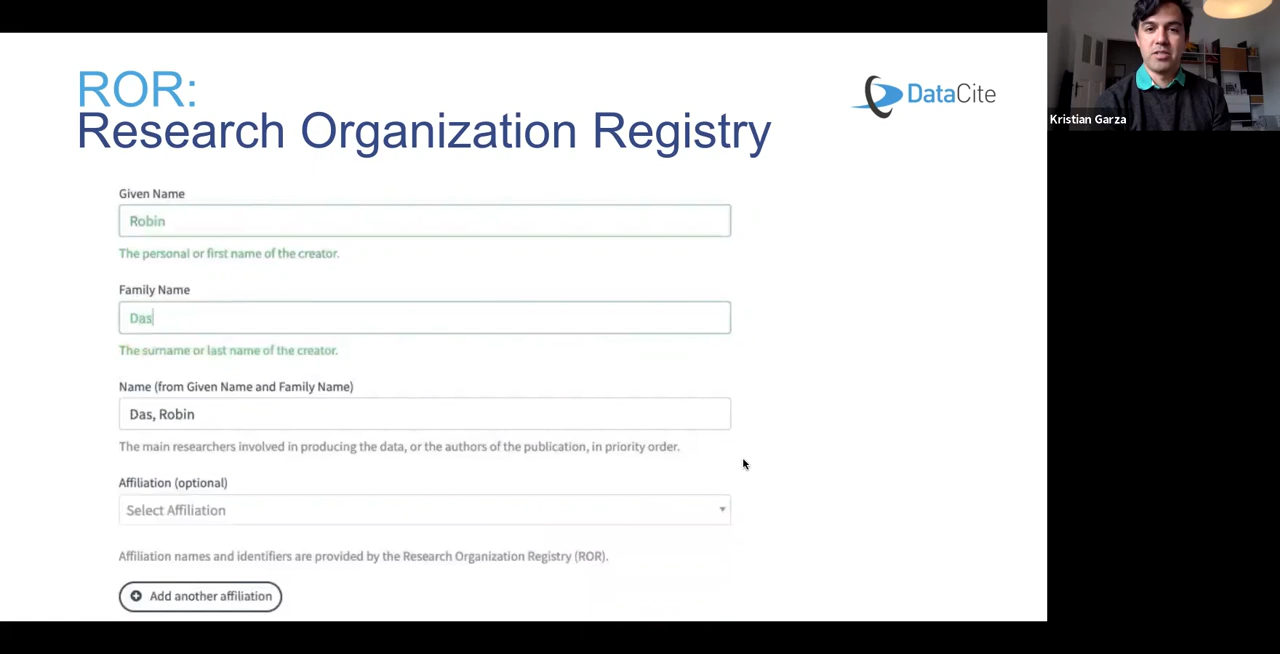 ROR:
Research Organization Registry
DataCite
Kristian Garza
Given Name
Robin
The personal or first name of the creator.
Family Name
Das
The surname or last name of the creator.
Name (from Given Name and Family Name)
Das, Robin
The main researchers involved in producing the data, or the authors of the publication, in priority order.
Affiliation (optional)
Select Affiliation
Affiliation names and identifiers are provided by the Research Organization Registry (ROR).
Add another affiliation